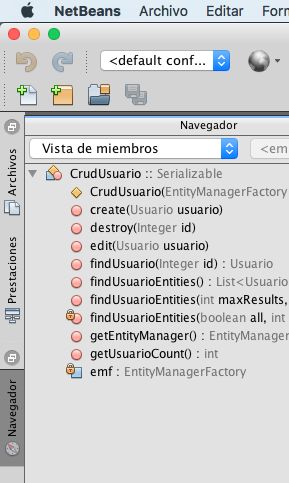 NetBeans Archivo Editar Form
<default conf...
Navegador
Vista de miembros
<em
Archivos
Prestaciones
Navegador
CrudUsuario :: Serializable
CrudUsuario(EntityManagerFactory
create(Usuario usuario)
destroy(Integer id)
edit(Usuario usuario)
findUsuario(Integer id) : Usuario
findUsuarioEntities() : List<Usuario
findUsuarioEntities(int maxResults,
findUsuarioEntities(boolean all, int
getEntityManager() : EntityManager
getUsuarioCount() : int
emf : EntityManagerFactory